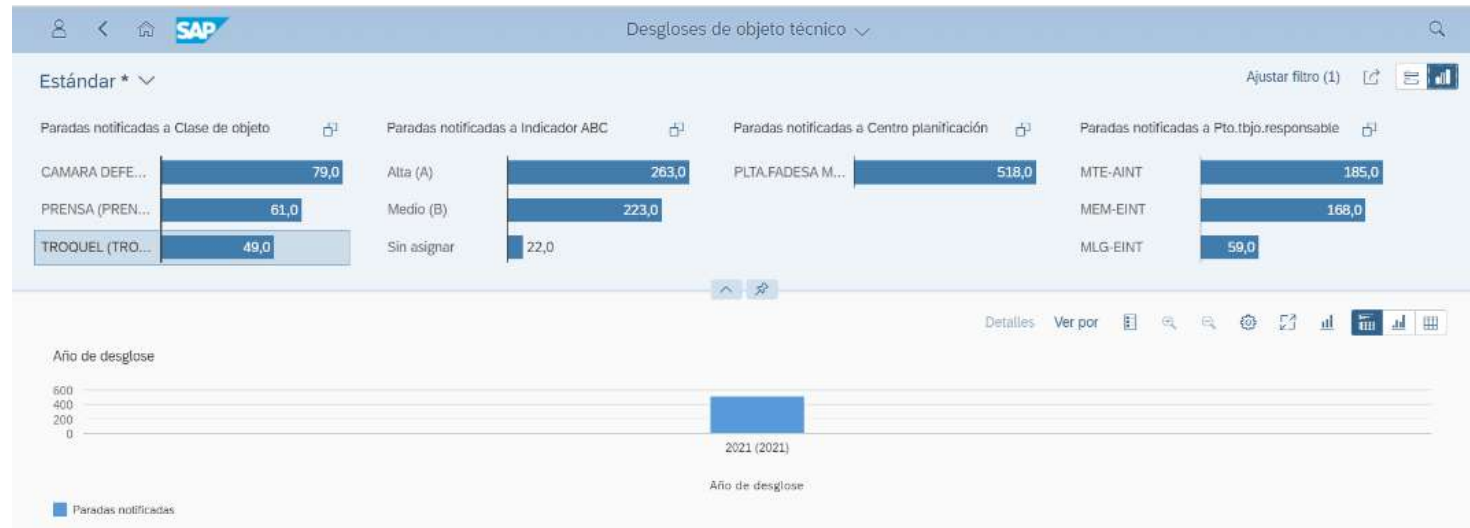 SAP Desgloses de objeto técnico
Estándar * Ajustar filtro (1)
Paradas notificadas a Clase de objeto
CAMARA DEFE... 79,0
PRENSA (PREN... 61,0
TROQUEL (TRO... 49,0
Paradas notificadas a Indicador ABC
Alta (A) 263,0
Medio (B) 223,0
Sin asignar 22,0
Paradas notificadas a Centro planificación
PLTA.FADESA M... 518,0
Paradas notificadas a Pto.tbjo.responsable
MTE-AINT 185,0
MEM-EINT 168,0
MLG-EINT 59,0
Detalles Ver por
Año de desglose
600
400
200
0
2021 (2021)
Año de desglose
Paradas notificadas